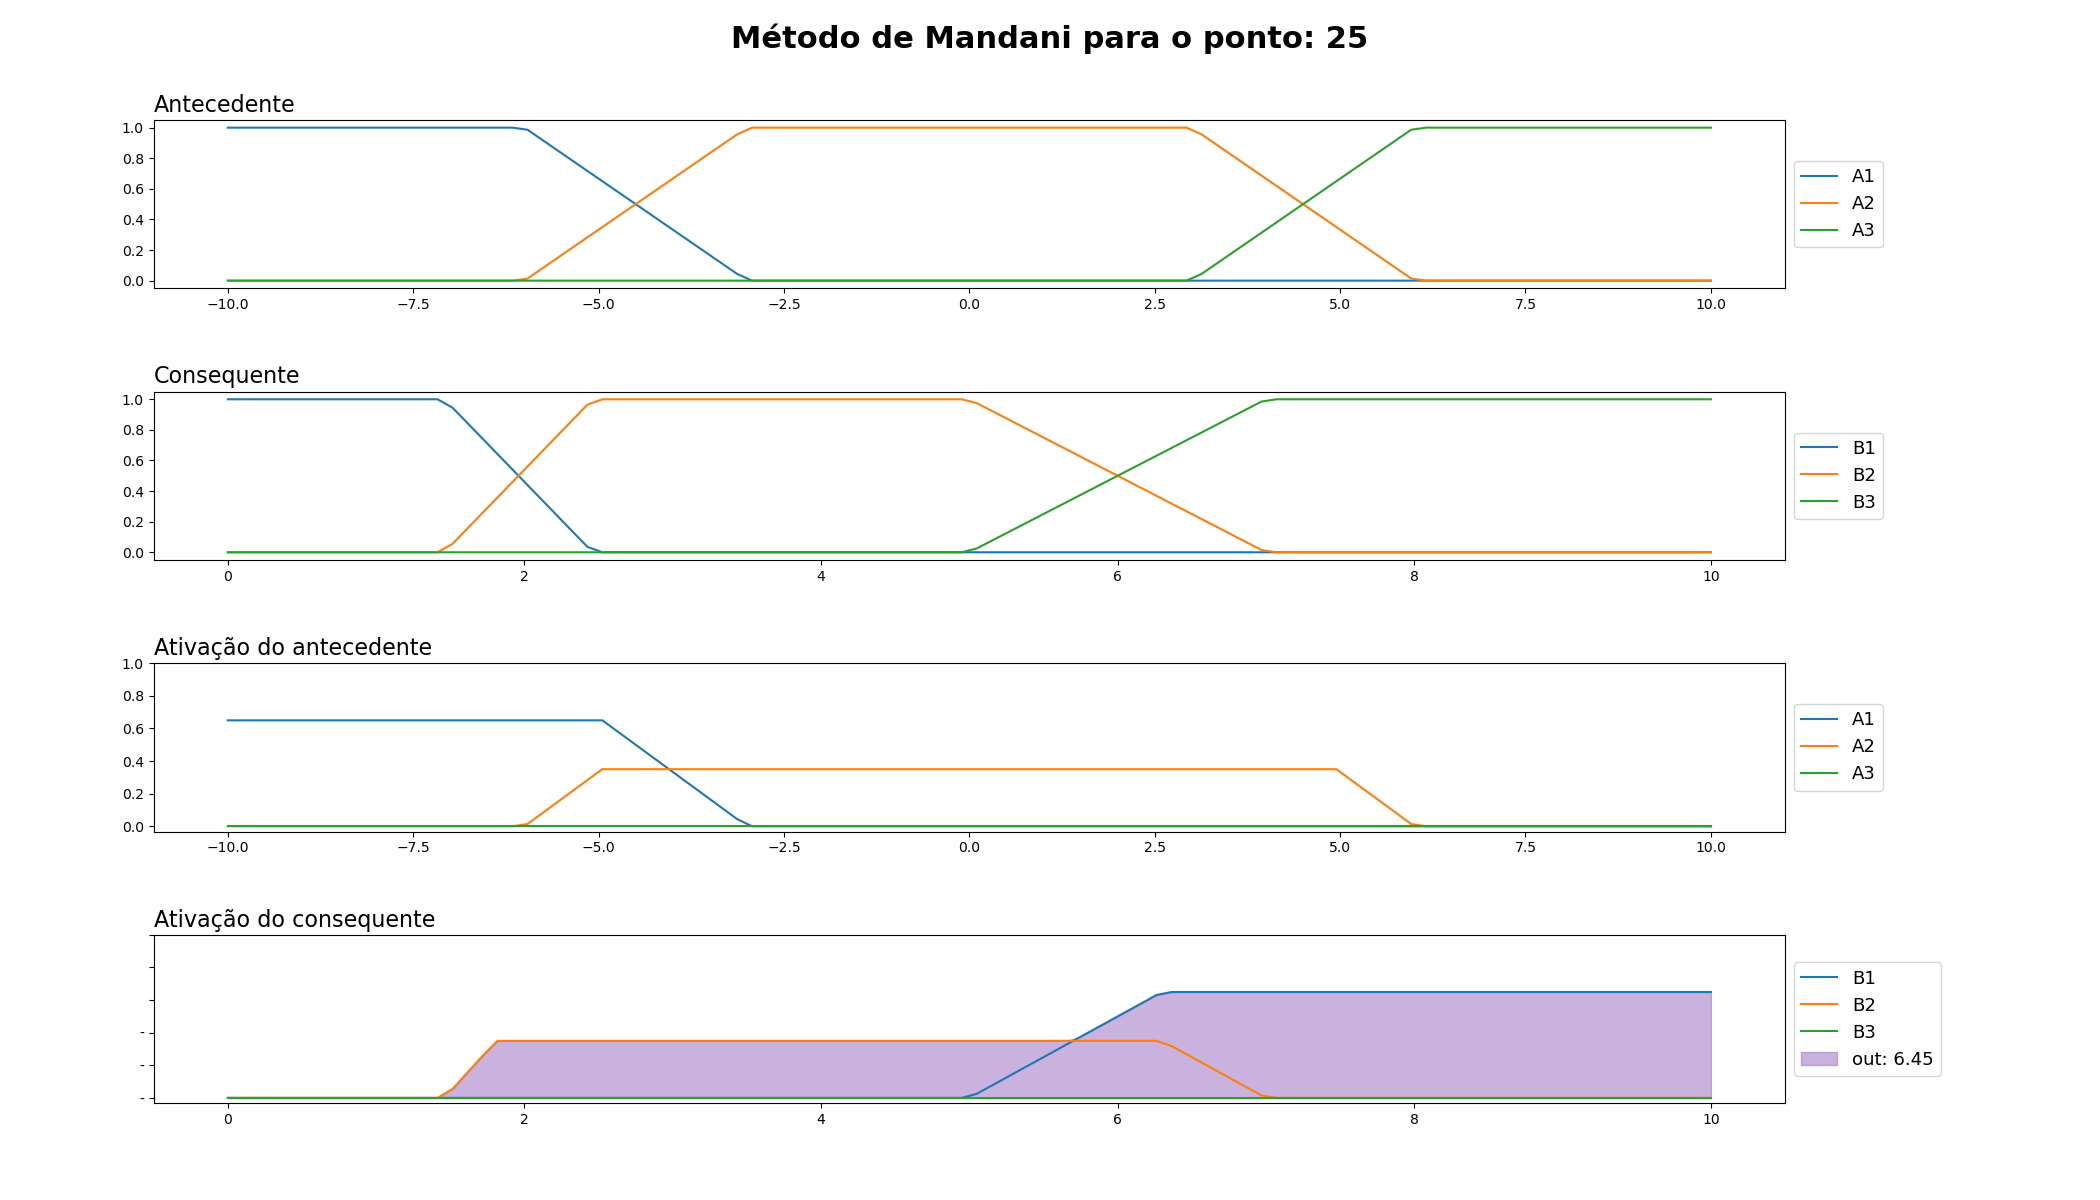 Método de Mandani para o ponto: 25
Antecedente
1.0
0.8
0.6
0.4
0.2
0.0
−10.0 −7.5 −5.0 −2.5 0.0 2.5 5.0 7.5 10.0
A1
A2
A3
Consequente
1.0
0.8
0.6
0.4
0.2
0.0
0 2 4 6 8 10
B1
B2
B3
Ativação do antecedente
1.0
0.8
0.6
0.4
0.2
0.0
−10.0 −7.5 −5.0 −2.5 0.0 2.5 5.0 7.5 10.0
A1
A2
A3
Ativação do consequente
-
-
-
0 2 4 6 8 10
B1
B2
B3
out: 6.45